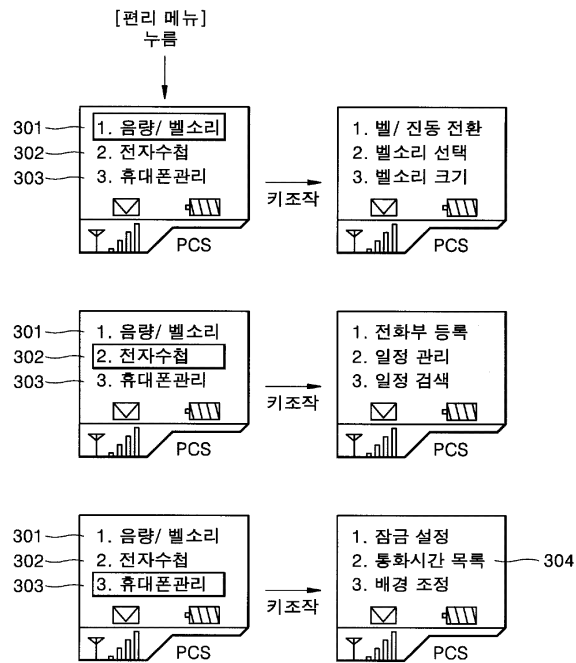 [편리 메뉴]
누름
301 1. 음량/ 벨소리
302 2. 전자수첩
303 3. 휴대폰관리
PCS
키조작
1. 벨/ 진동 전환
2. 벨소리 선택
3. 벨소리 크기
PCS
301 1. 음량/ 벨소리
302 2. 전자수첩
303 3. 휴대폰관리
PCS
키조작
1. 전화부 등록
2. 일정 관리
3. 일정 검색
PCS
301 1. 음량/ 벨소리
302 2. 전자수첩
303 3. 휴대폰관리
PCS
키조작
1. 잠금 설정
2. 통화시간 목록 304
3. 배경 조정
PCS